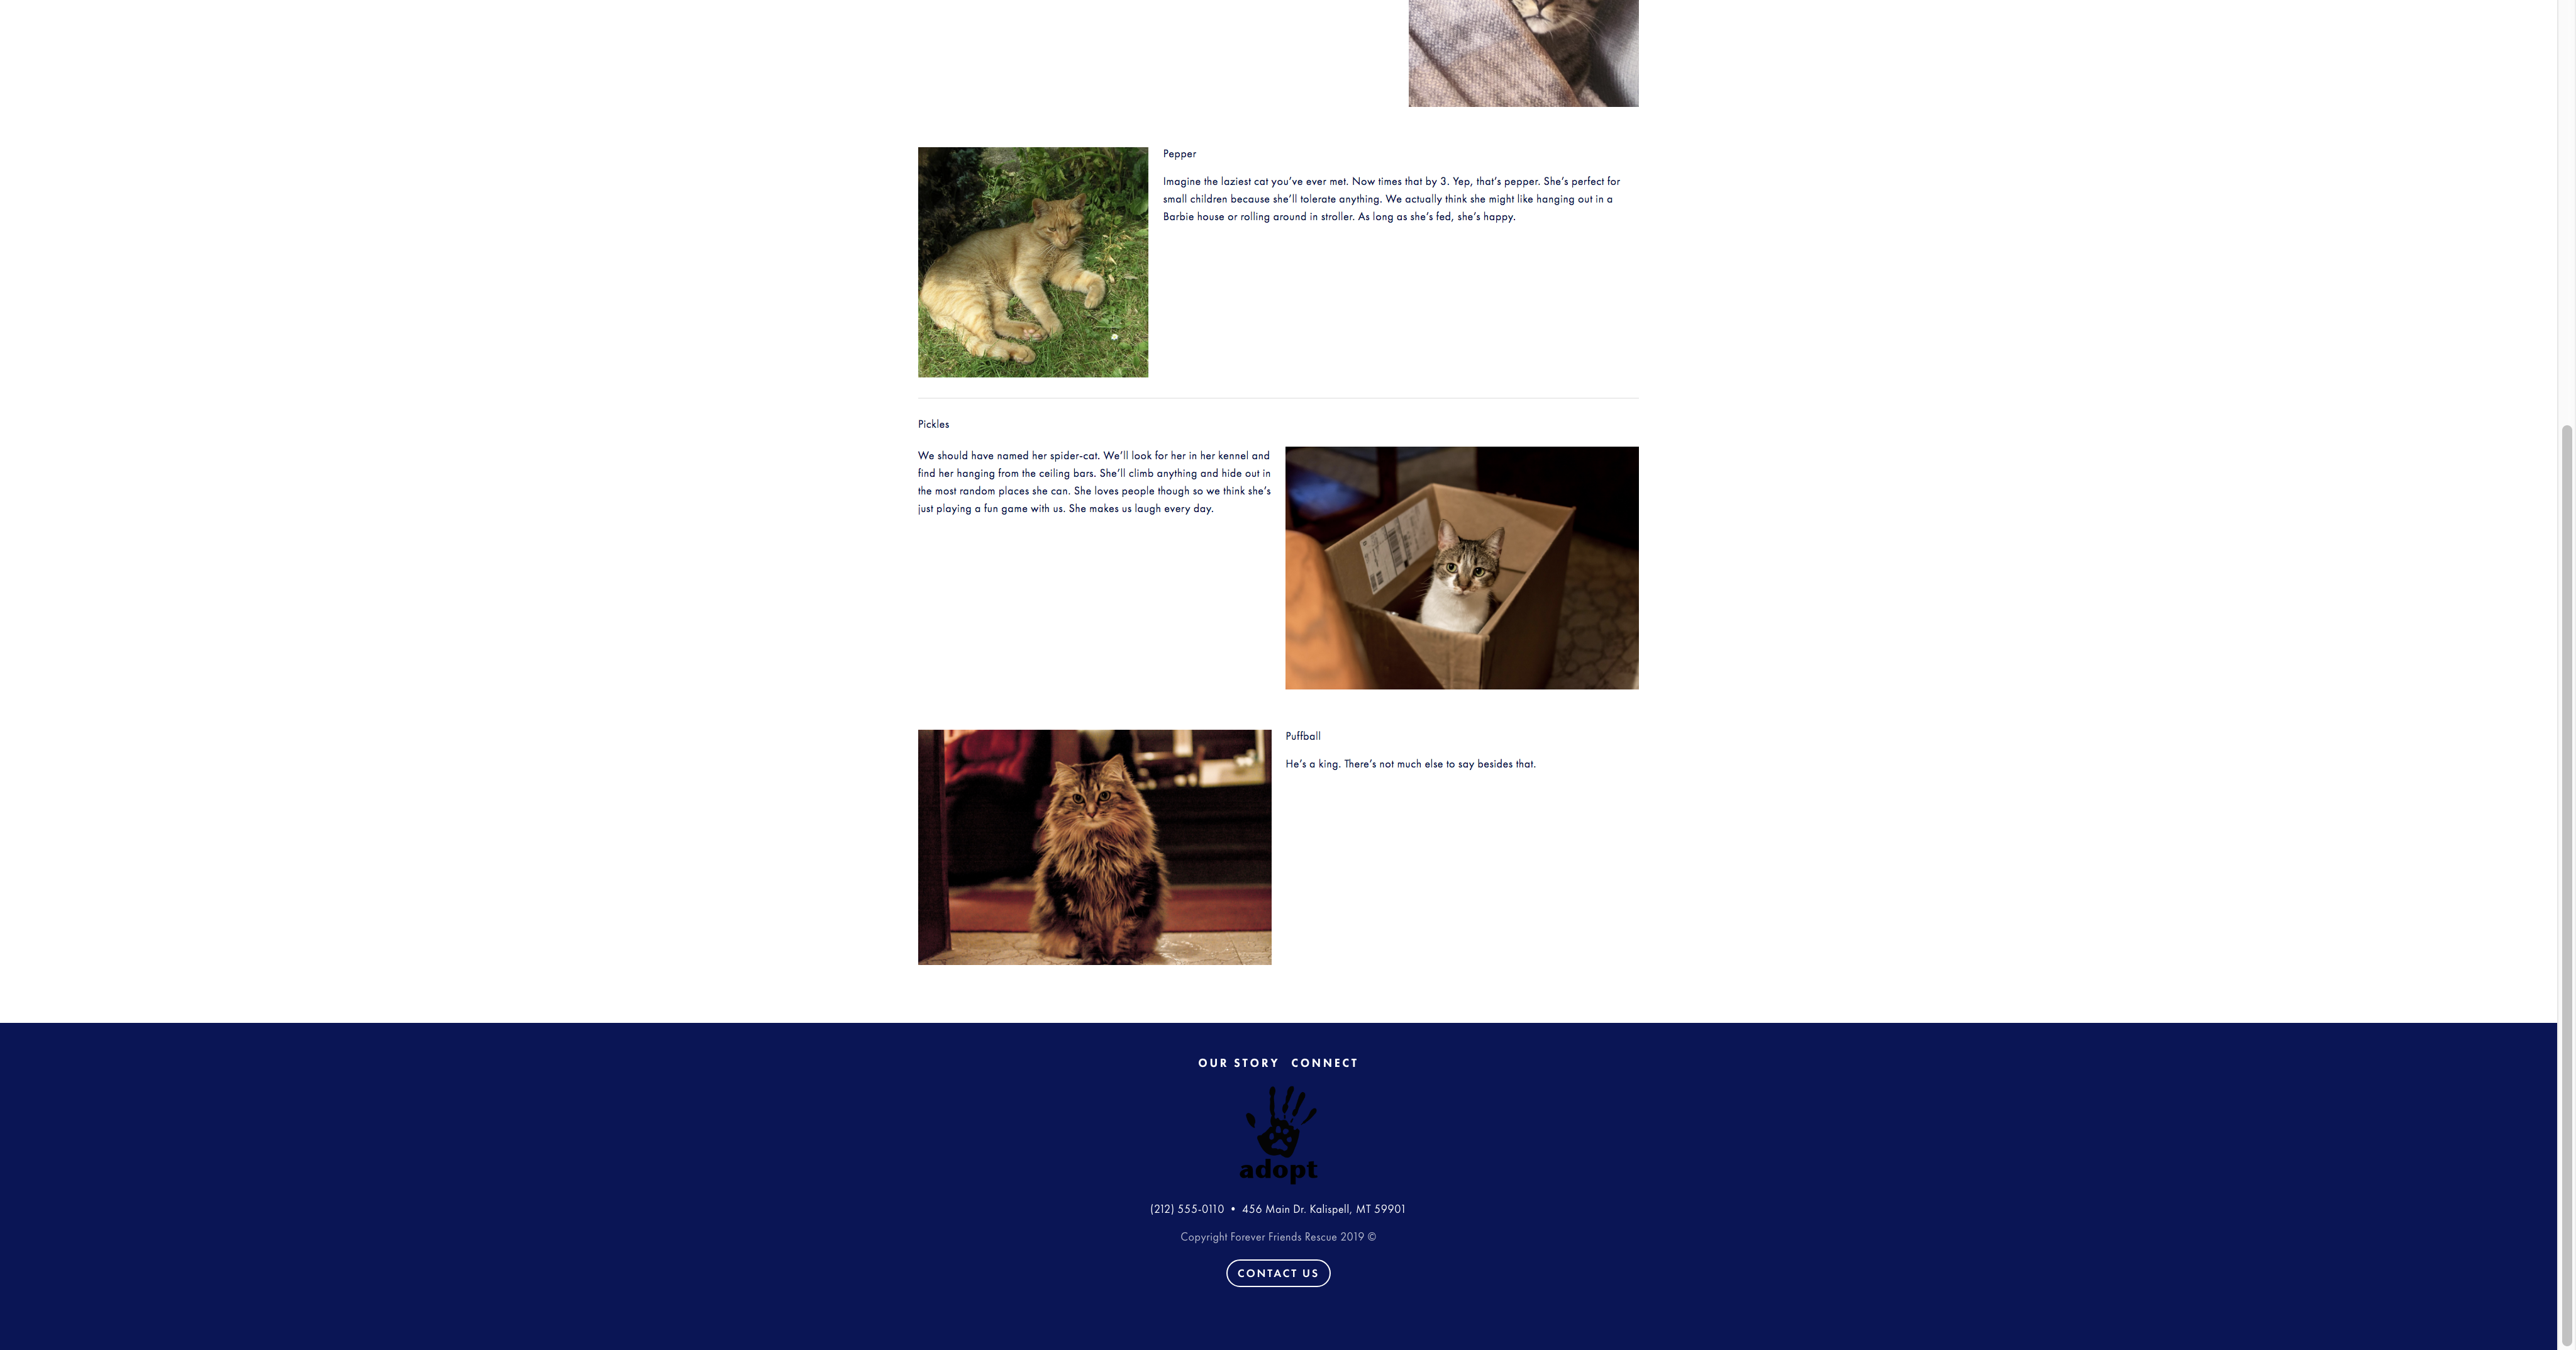 Pepper
Imagine the laziest cat you’ve ever met. Now times that by 3. Yep, that’s pepper. She’s perfect for
small children because she’ll tolerate anything. We actually think she might like hanging out in a
Barbie house or rolling around in stroller. As long as she’s fed, she’s happy.
Pickles
We should have named her spider-cat. We’ll look for her in her kennel and
find her hanging from the ceiling bars. She’ll climb anything and hide out in
the most random places she can. She loves people though so we think she’s
just playing a fun game with us. She makes us laugh every day.
Puffball
He’s a king. There’s not much else to say besides that.
OUR STORY CONNECT
adopt
(212) 555-0110 • 456 Main Dr. Kalispell, MT 59901
Copyright Forever Friends Rescue 2019 ©
CONTACT US